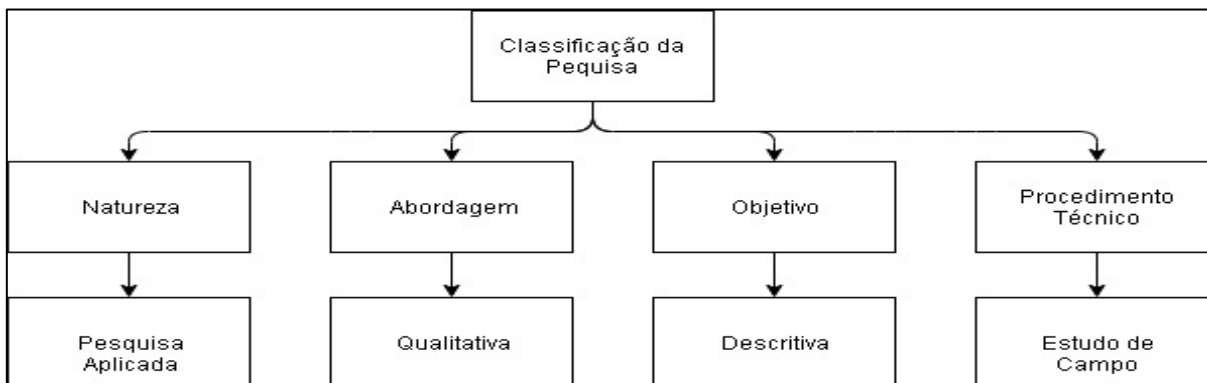 Classificação da
Pequisa
Natureza
Abordagem
Objetivo
Procedimento
Técnico
Pesquisa
Aplicada
Qualitativa
Descritiva
Estudo de
Campo